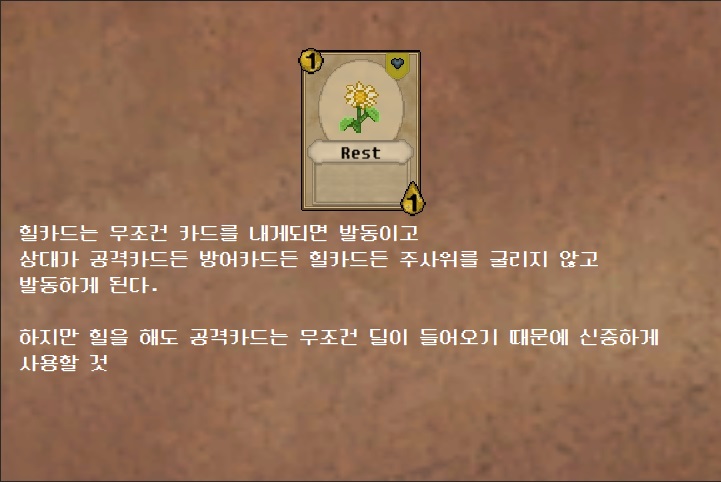 1
Rest
1
힐카드는 무조건 카드를 내게되면 발동이고
상대가 공격카드든 방어카드든 힐카드든 주사위를 굴리지 않고
발동하게 된다.
하지만 힐을 해도 공격카드는 무조건 딜이 들어오기 때문에 신중하게
사용할 것